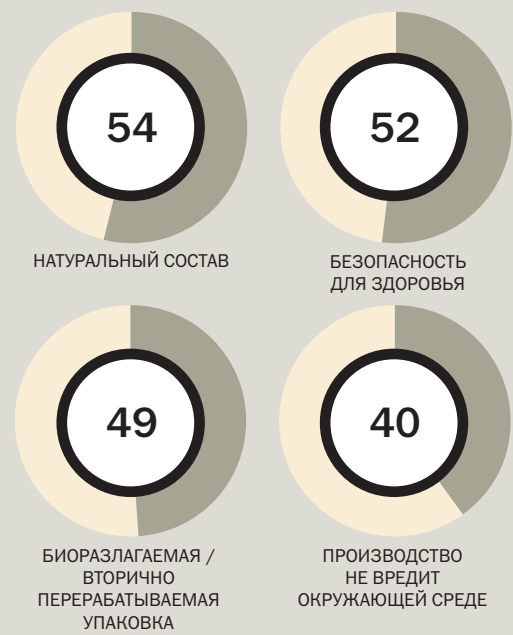 54
НАТУРАЛЬНЫЙ СОСТАВ
52
БЕЗОПАСНОСТЬ
ДЛЯ ЗДОРОВЬЯ
49
БИОРАЗЛАГАЕМАЯ /
ВТОРИЧНО
ПЕРЕРАБАТЫВАЕМАЯ
УПАКОВКА
40
ПРОИЗВОДСТВО
НЕ ВРЕДИТ
ОКРУЖАЮЩЕЙ СРЕДЕ